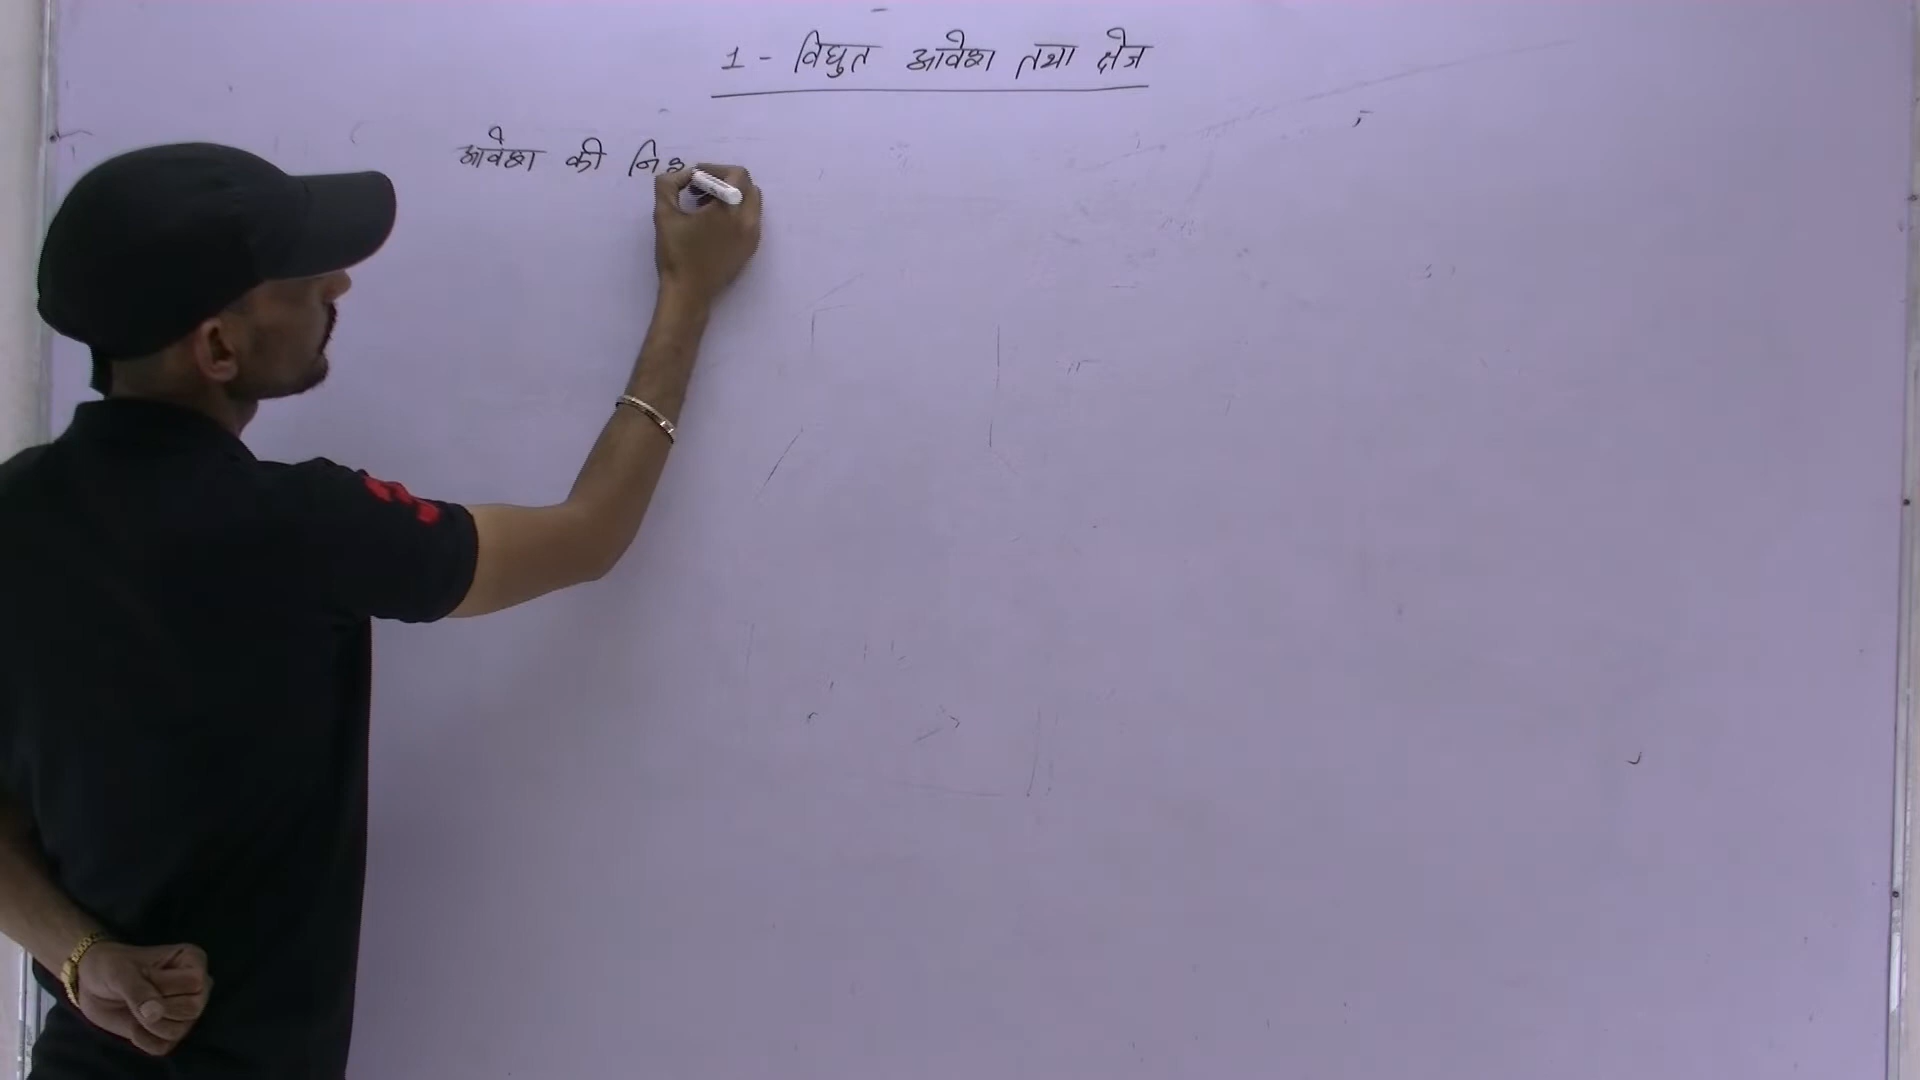 1 - विद्युत आवेश तथा क्षेत्र
आवेश की